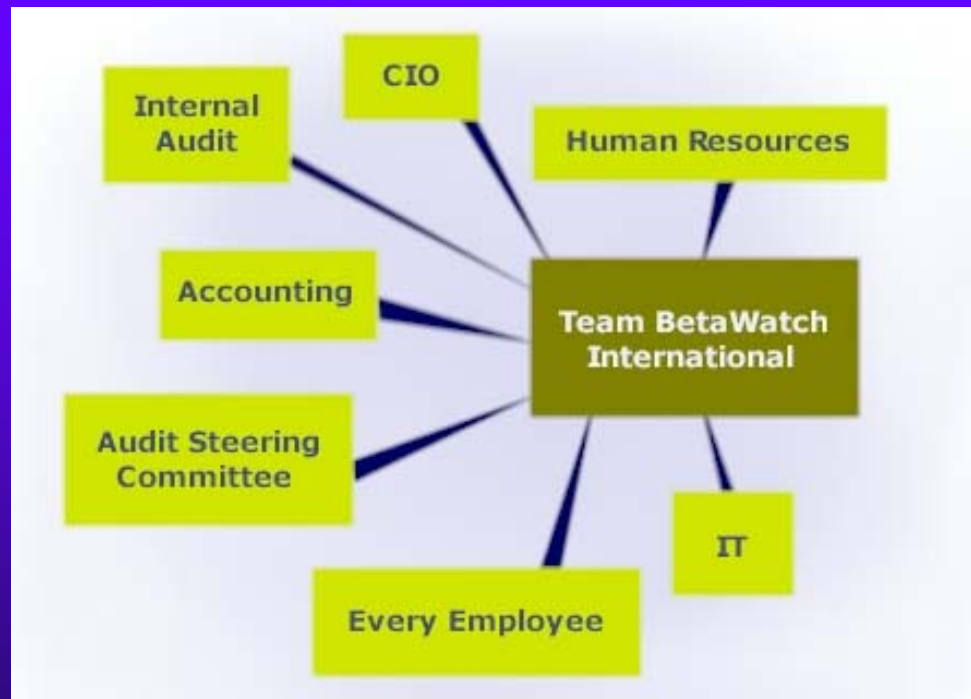 CIO
Internal
Audit
Human Resources
Accounting
Team BetaWatch
International
Audit Steering
Committee
IT
Every Employee